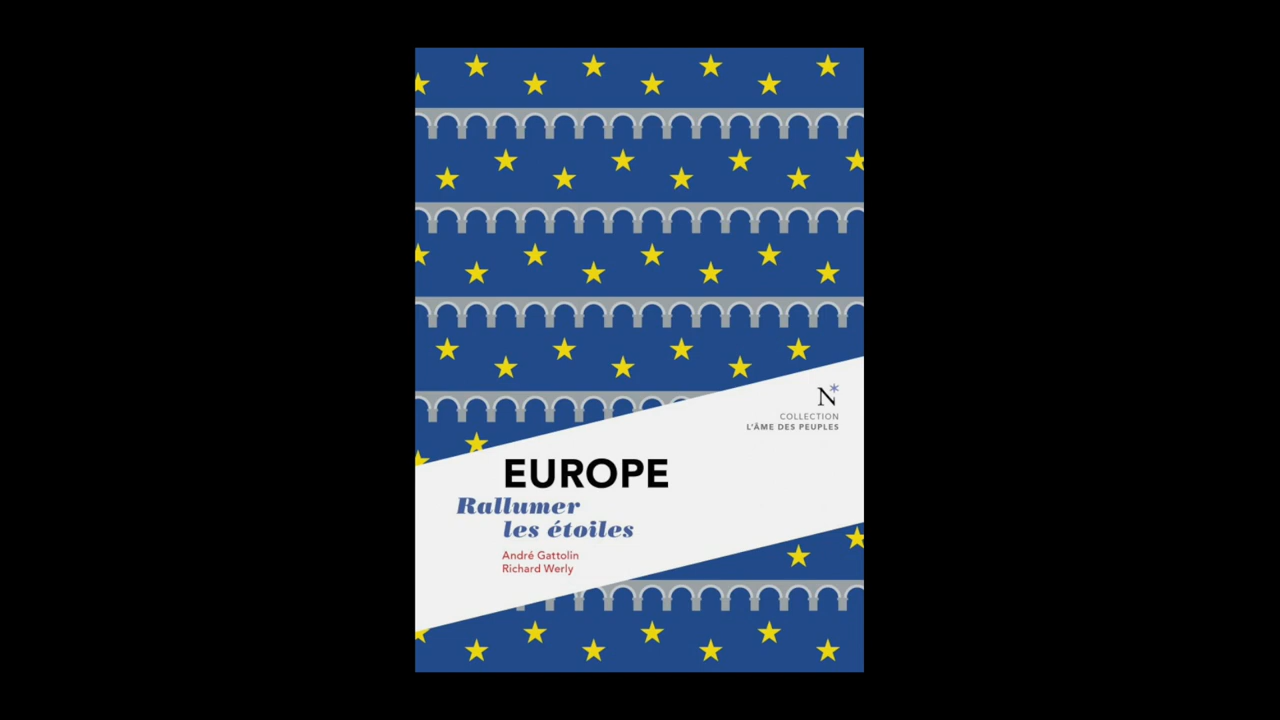 N*
COLLECTION
L'ÂME DES PEUPLES
EUROPE
Rallumer
les étoiles
André Gattolin
Richard Werly